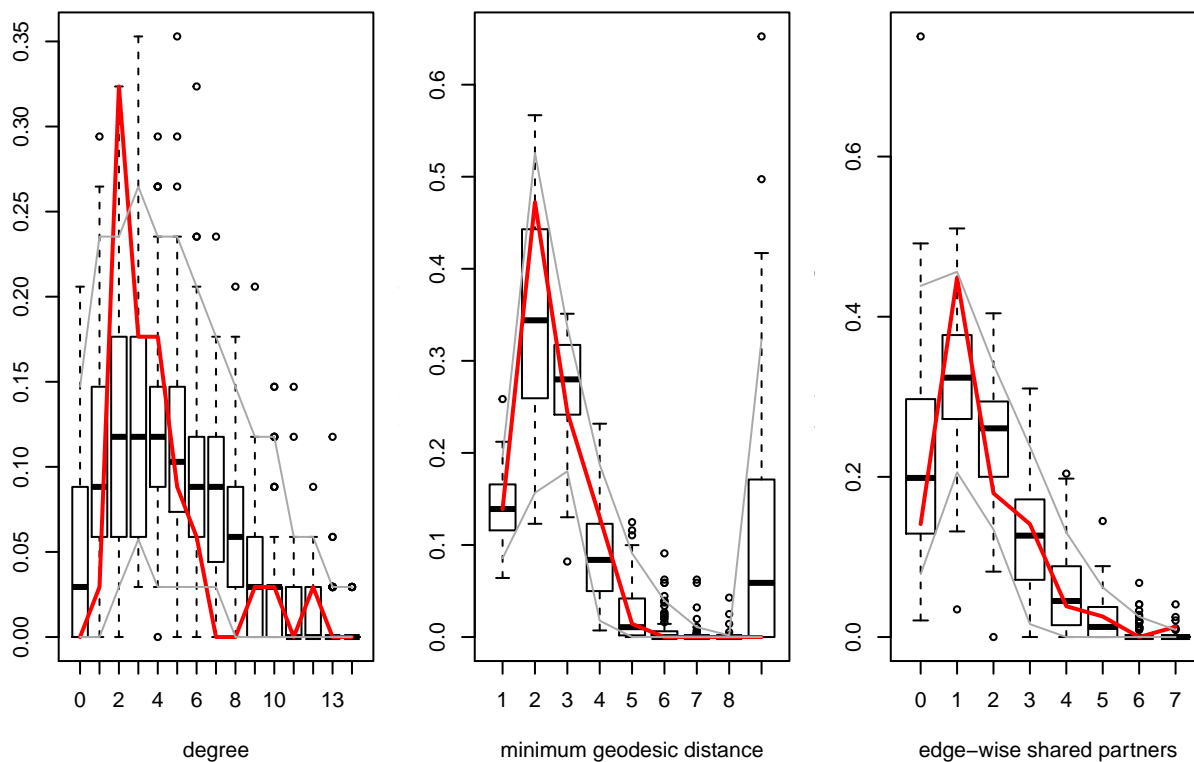 0.00 0.05 0.10 0.15 0.20 0.25 0.30 0.35
0 2 4 6 8 10 13
degree
0.0 0.1 0.2 0.3 0.4 0.5 0.6
1 2 3 4 5 6 7 8
minimum geodesic distance
0.0 0.2 0.4 0.6
0 1 2 3 4 5 6 7
edge−wise shared partners